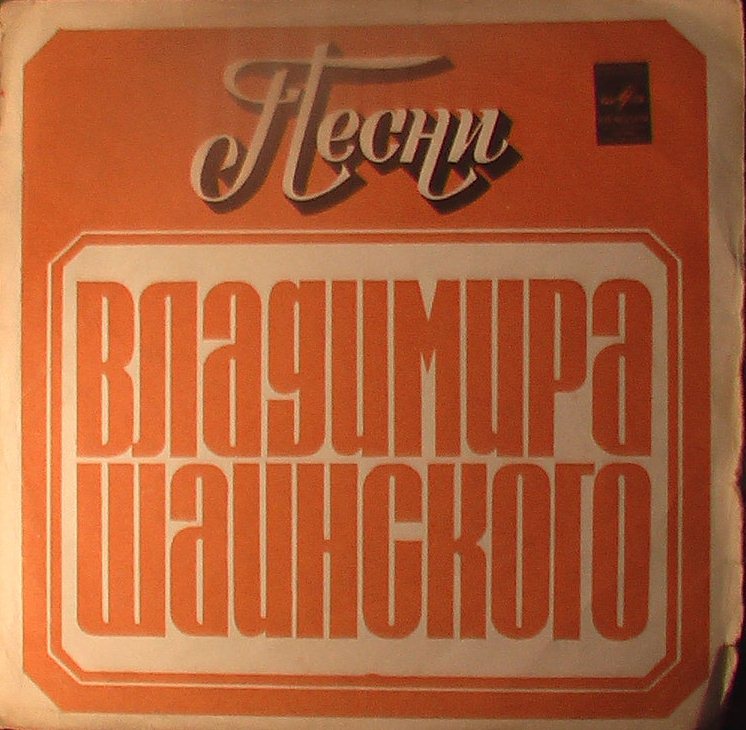 Песни
Владимира
Шаинского